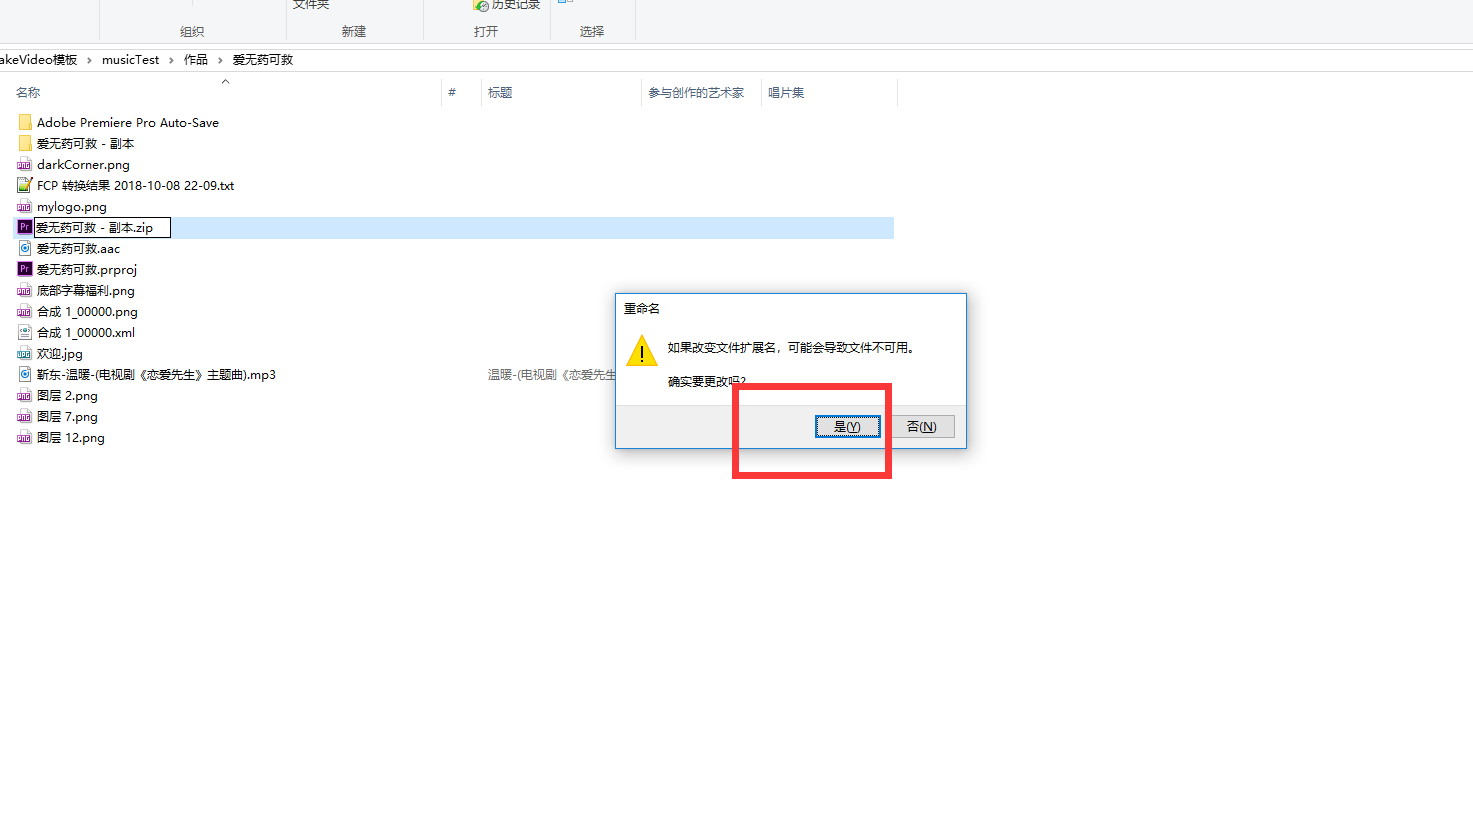 文件夹
历史记录
组织
新建
打开
选择
akeVideo模板 › musicTest › 作品 › 爱无药可救
名称
#
标题
参与创作的艺术家
唱片集
Adobe Premiere Pro Auto-Save
爱无药可救 - 副本
darkCorner.png
FCP 转换结果 2018-10-08 22-09.txt
mylogo.png
爱无药可救 - 副本.zip
爱无药可救.aac
爱无药可救.prproj
底部字幕福利.png
合成 1_00000.png
合成 1_00000.xml
欢迎.jpg
靳东-温暖-(电视剧《恋爱先生》主题曲).mp3
温暖-(电视剧《恋爱先生
图层 2.png
图层 7.png
图层 12.png
重命名
如果改变文件扩展名，可能会导致文件不可用。
确实要更改吗?
是(Y)
否(N)